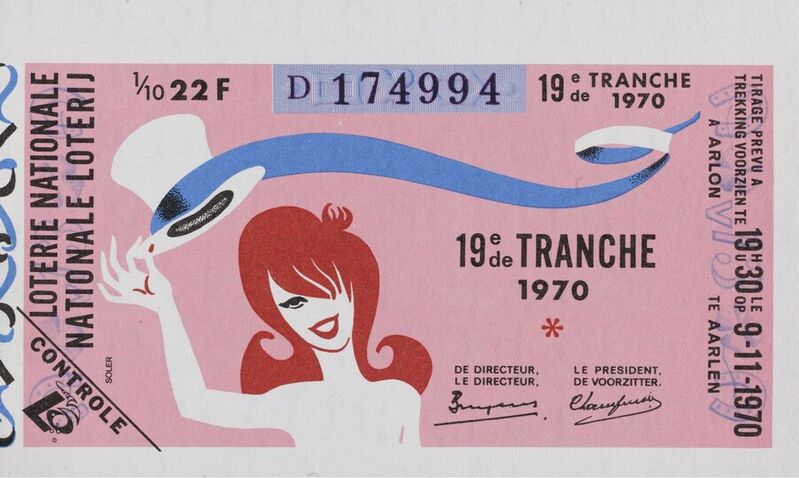 LOTERIE NATIONALE
NATIONALE LOTERIJ
1/10 22 F
D 174994
19e de TRANCHE
1970
19e de TRANCHE
1970
*
DE DIRECTEUR,
LE DIRECTEUR,
LE PRESIDENT,
DE VOORZITTER.
CONTROLE
SOLER
TIRAGE PREVU A
TREKKING VOORZIEN TE
A ARLON
TE AARLEN
19 H U 30 LE OP 9-11-1970